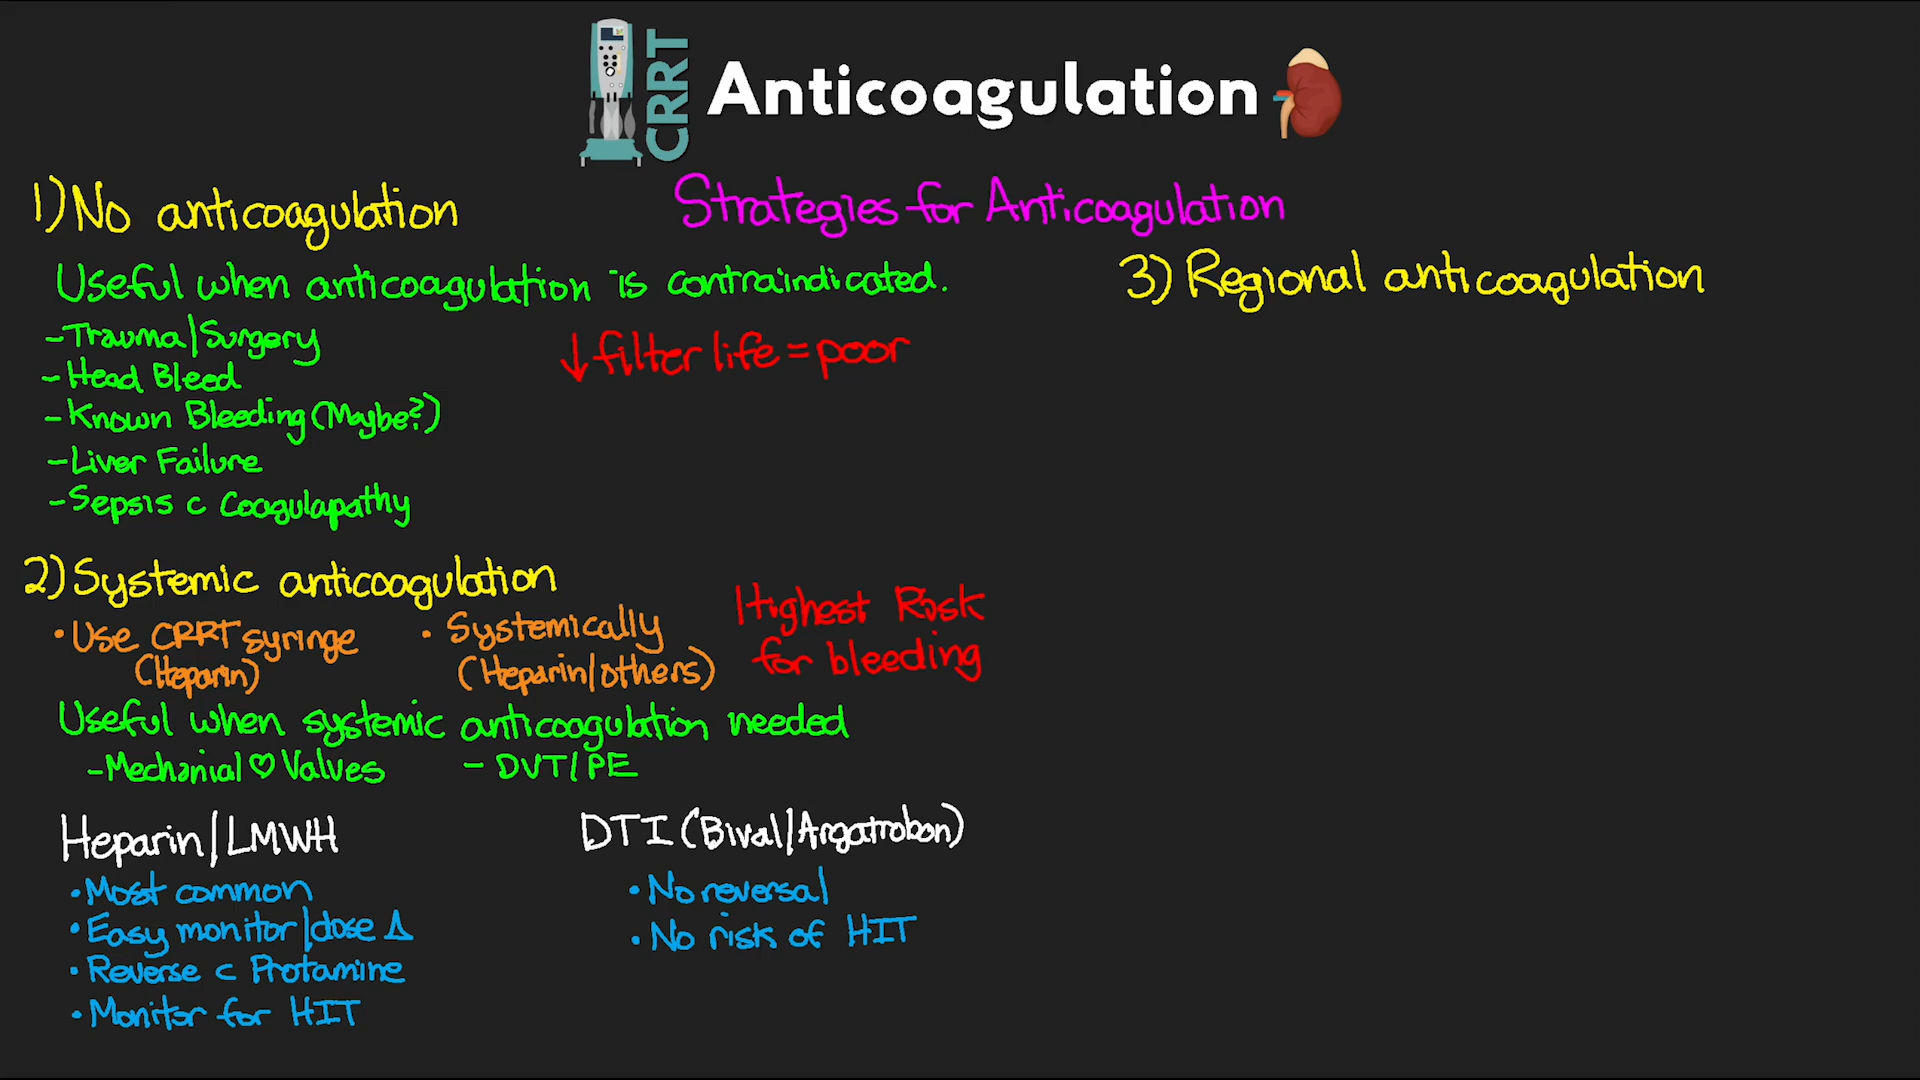 CRRT
Anticoagulation
Strategies for Anticoagulation
1) No anticoagulation
Useful when anticoagulation is contraindicated.
- Trauma/Surgery
- Head Bleed
- Known Bleeding (Maybe?)
- Liver Failure
- Sepsis c Coagulapathy
↓ filter life = poor
2) Systemic anticoagulation
• Use CRRT syringe
(Heparin)
• Systemically
(Heparin/others)
Highest Risk
for bleeding
Useful when systemic anticoagulation needed
- Mechanial ♡ Valves
- DVT/PE
Heparin/LMWH
• Most common
• Easy monitor/dose Δ
• Reverse c Protamine
• Monitor for HIT
DTI (Bival/Argatroban)
• No reversal
• No risk of HIT
3) Regional anticoagulation